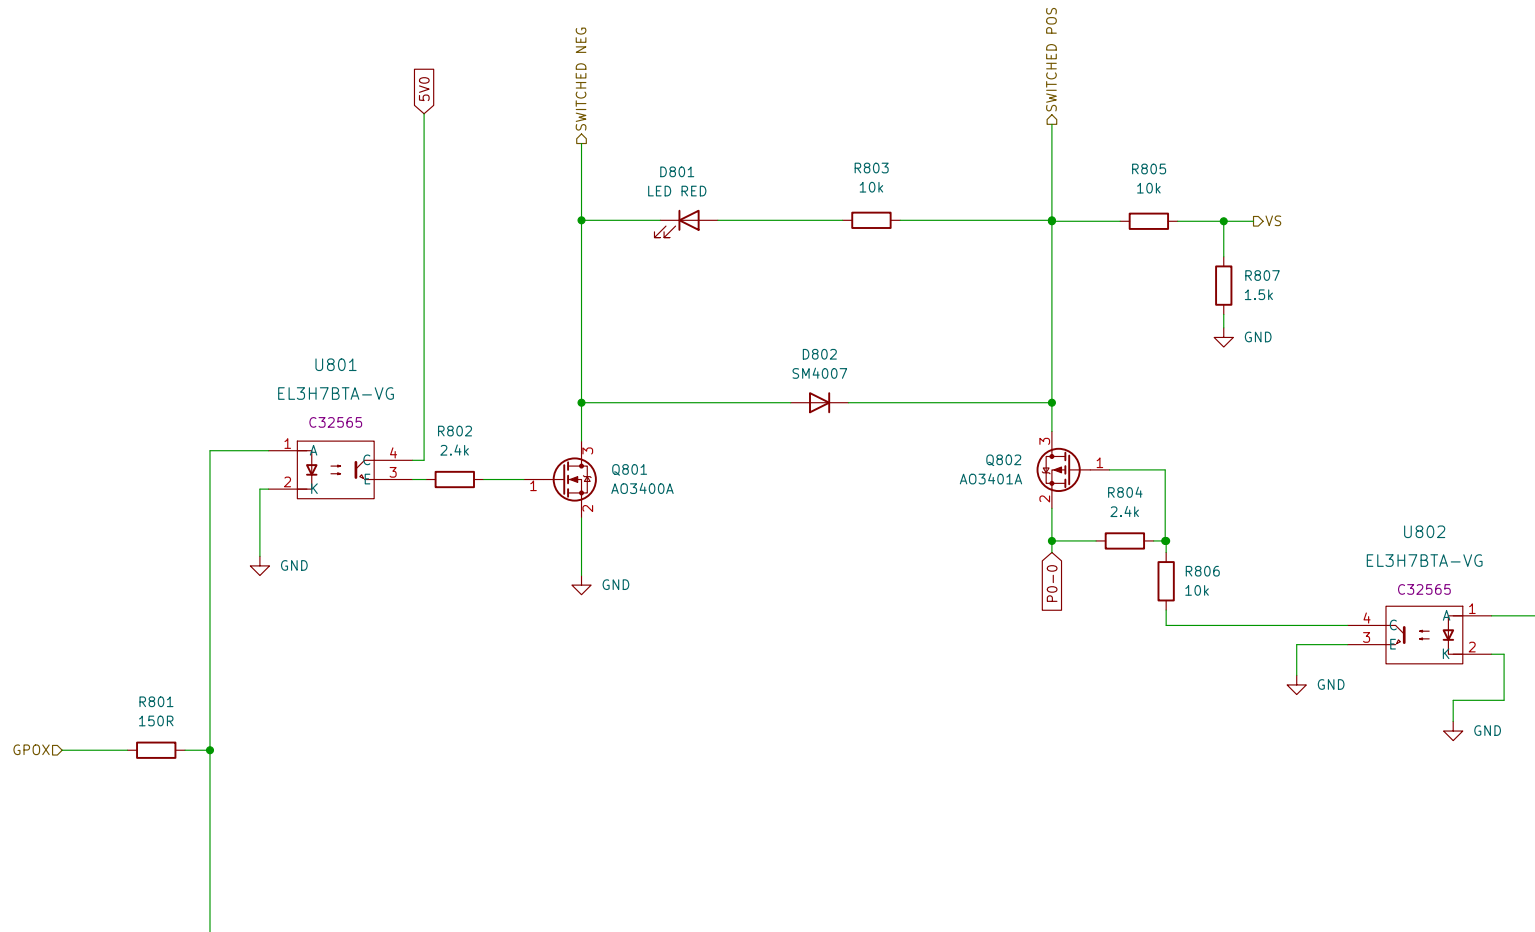 SWITCHED NEG
SWITCHED POS
5V0
D801
LED RED
R803
10k
R805
10k
VS
R807
1.5k
GND
U801
EL3H7BTA-VG
C32565
D802
SM4007
1
A
2
K
4
C
3
E
R802
2.4k
1
3
2
Q801
AO3400A
GND
GND
3
1
2
Q802
AO3401A
R804
2.4k
P0-0
R806
10k
U802
EL3H7BTA-VG
C32565
4
C
3
E
A
1
K
2
GND
GND
R801
150R
GPOX